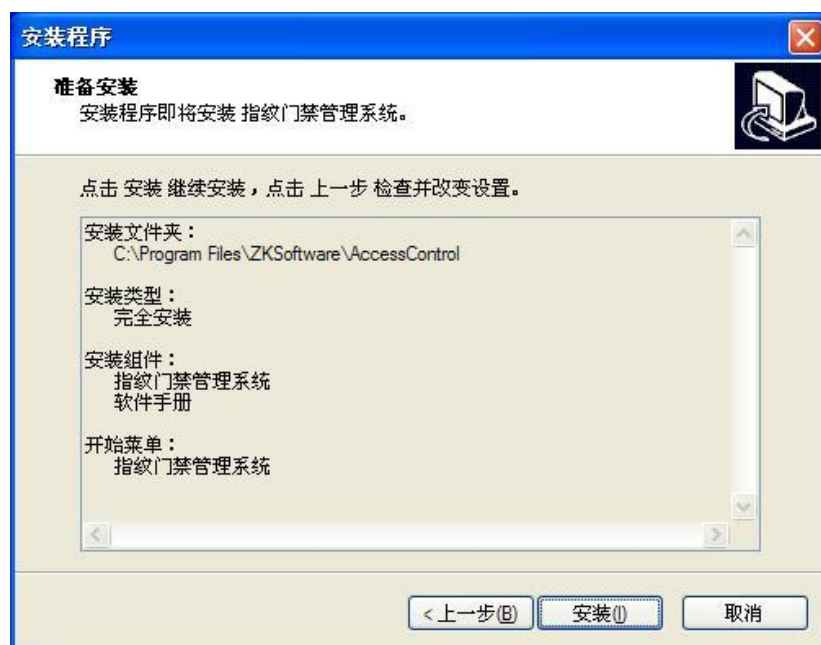 安装程序
准备安装
安装程序即将安装 指纹门禁管理系统。
点击 安装 继续安装，点击 上一步 检查并改变设置。
安装文件夹：
C:\Program Files\ZKSoftware\AccessControl
安装类型：
完全安装
安装组件：
指纹门禁管理系统
软件手册
开始菜单：
指纹门禁管理系统
<上一步(B)
安装(I)
取消